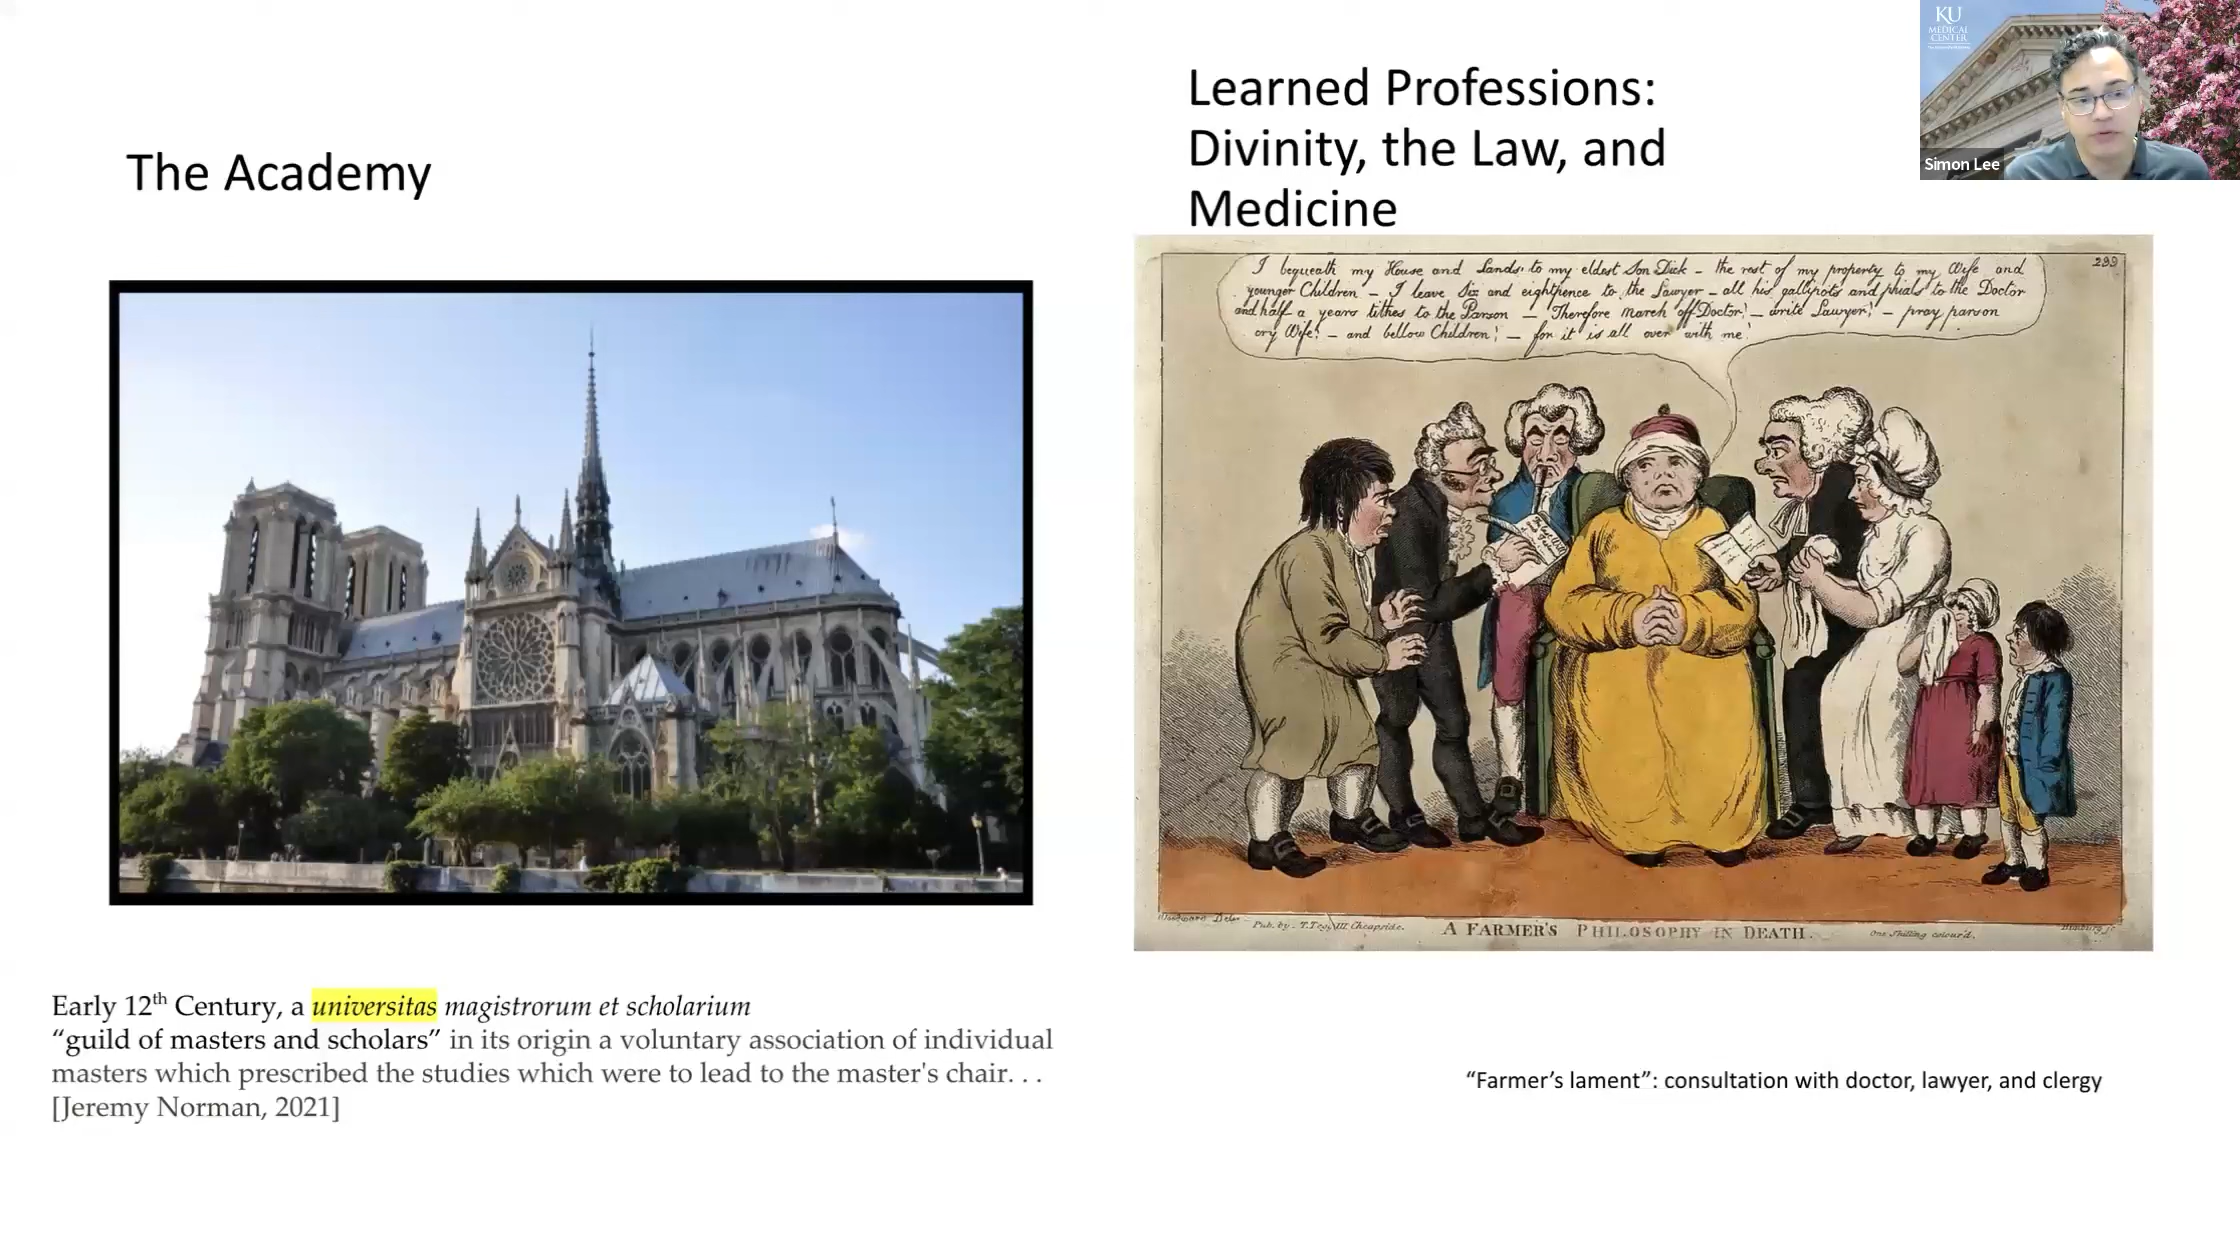 The Academy
Early 12th Century, a universitas magistrorum et scholarium
“guild of masters and scholars” in its origin a voluntary association of individual
masters which prescribed the studies which were to lead to the master's chair. . .
[Jeremy Norman, 2021]
Learned Professions:
Divinity, the Law, and
Medicine
I bequeath my House and Lands to my eldest Son Dick – the rest of my property to my Wife and
younger Children – I leave Six and eightpence to the Lawyer – all his gallipots and phials to the Doctor
and half a years tithes to the Parson – Therefore march off Doctor! – write Lawyer! – pray parson
cry Wife! – and bellow Children! – for it is all over with me!
299
Woodward Del.
Pub. by T. Tegg 111 Cheapside.
A FARMER'S PHILOSOPHY IN DEATH.
One Shilling colour'd.
“Farmer’s lament”: consultation with doctor, lawyer, and clergy
KU
MEDICAL
CENTER
Simon Lee